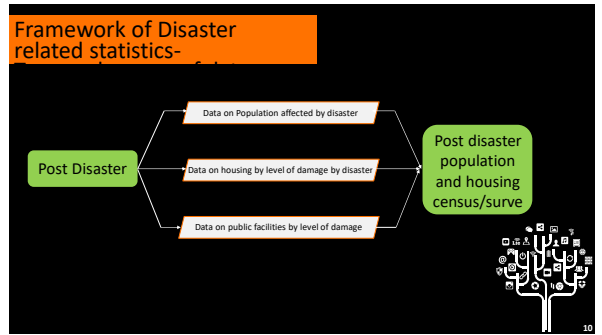 Framework of Disaster
related statistics-
Data on Population affected by disaster
Post Disaster
Data on housing by level of damage by disaster
Data on public facilities by level of damage
Post disaster
population
and housing
census/surve
10